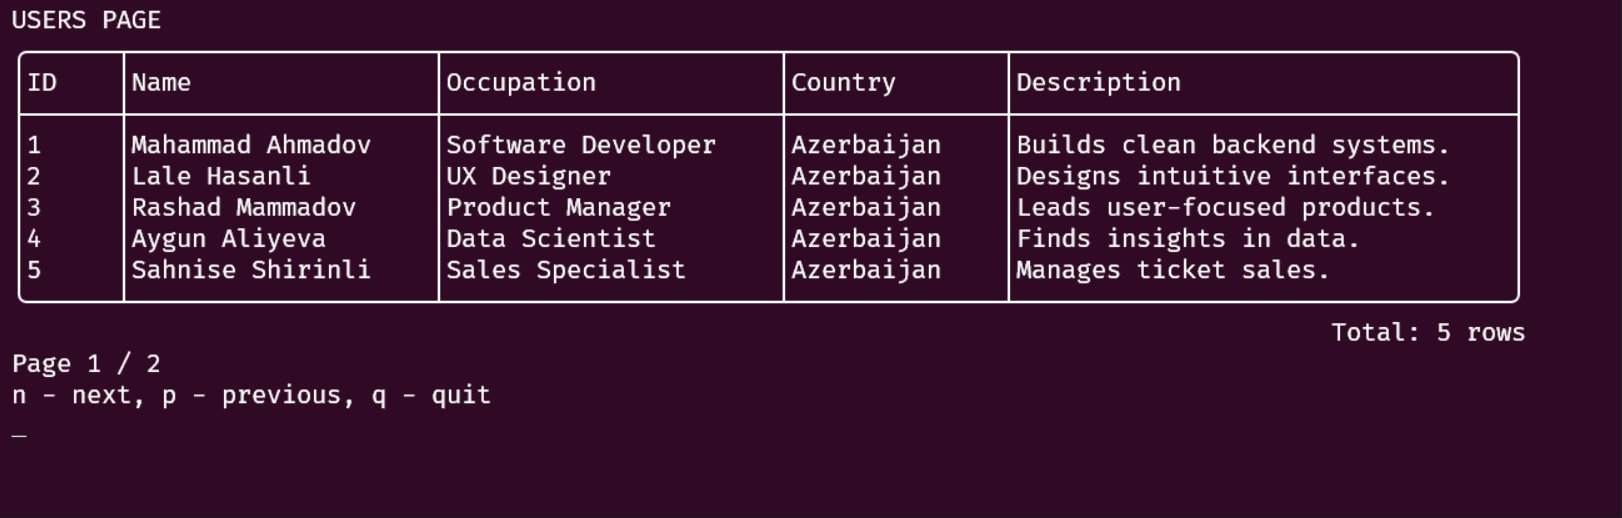 USERS PAGE
ID Name Occupation Country Description
1 Mahammad Ahmadov Software Developer Azerbaijan Builds clean backend systems.
2 Lale Hasanli UX Designer Azerbaijan Designs intuitive interfaces.
3 Rashad Mammadov Product Manager Azerbaijan Leads user-focused products.
4 Aygun Aliyeva Data Scientist Azerbaijan Finds insights in data.
5 Sahnise Shirinli Sales Specialist Azerbaijan Manages ticket sales.
Total: 5 rows
Page 1 / 2
n - next, p - previous, q - quit
_